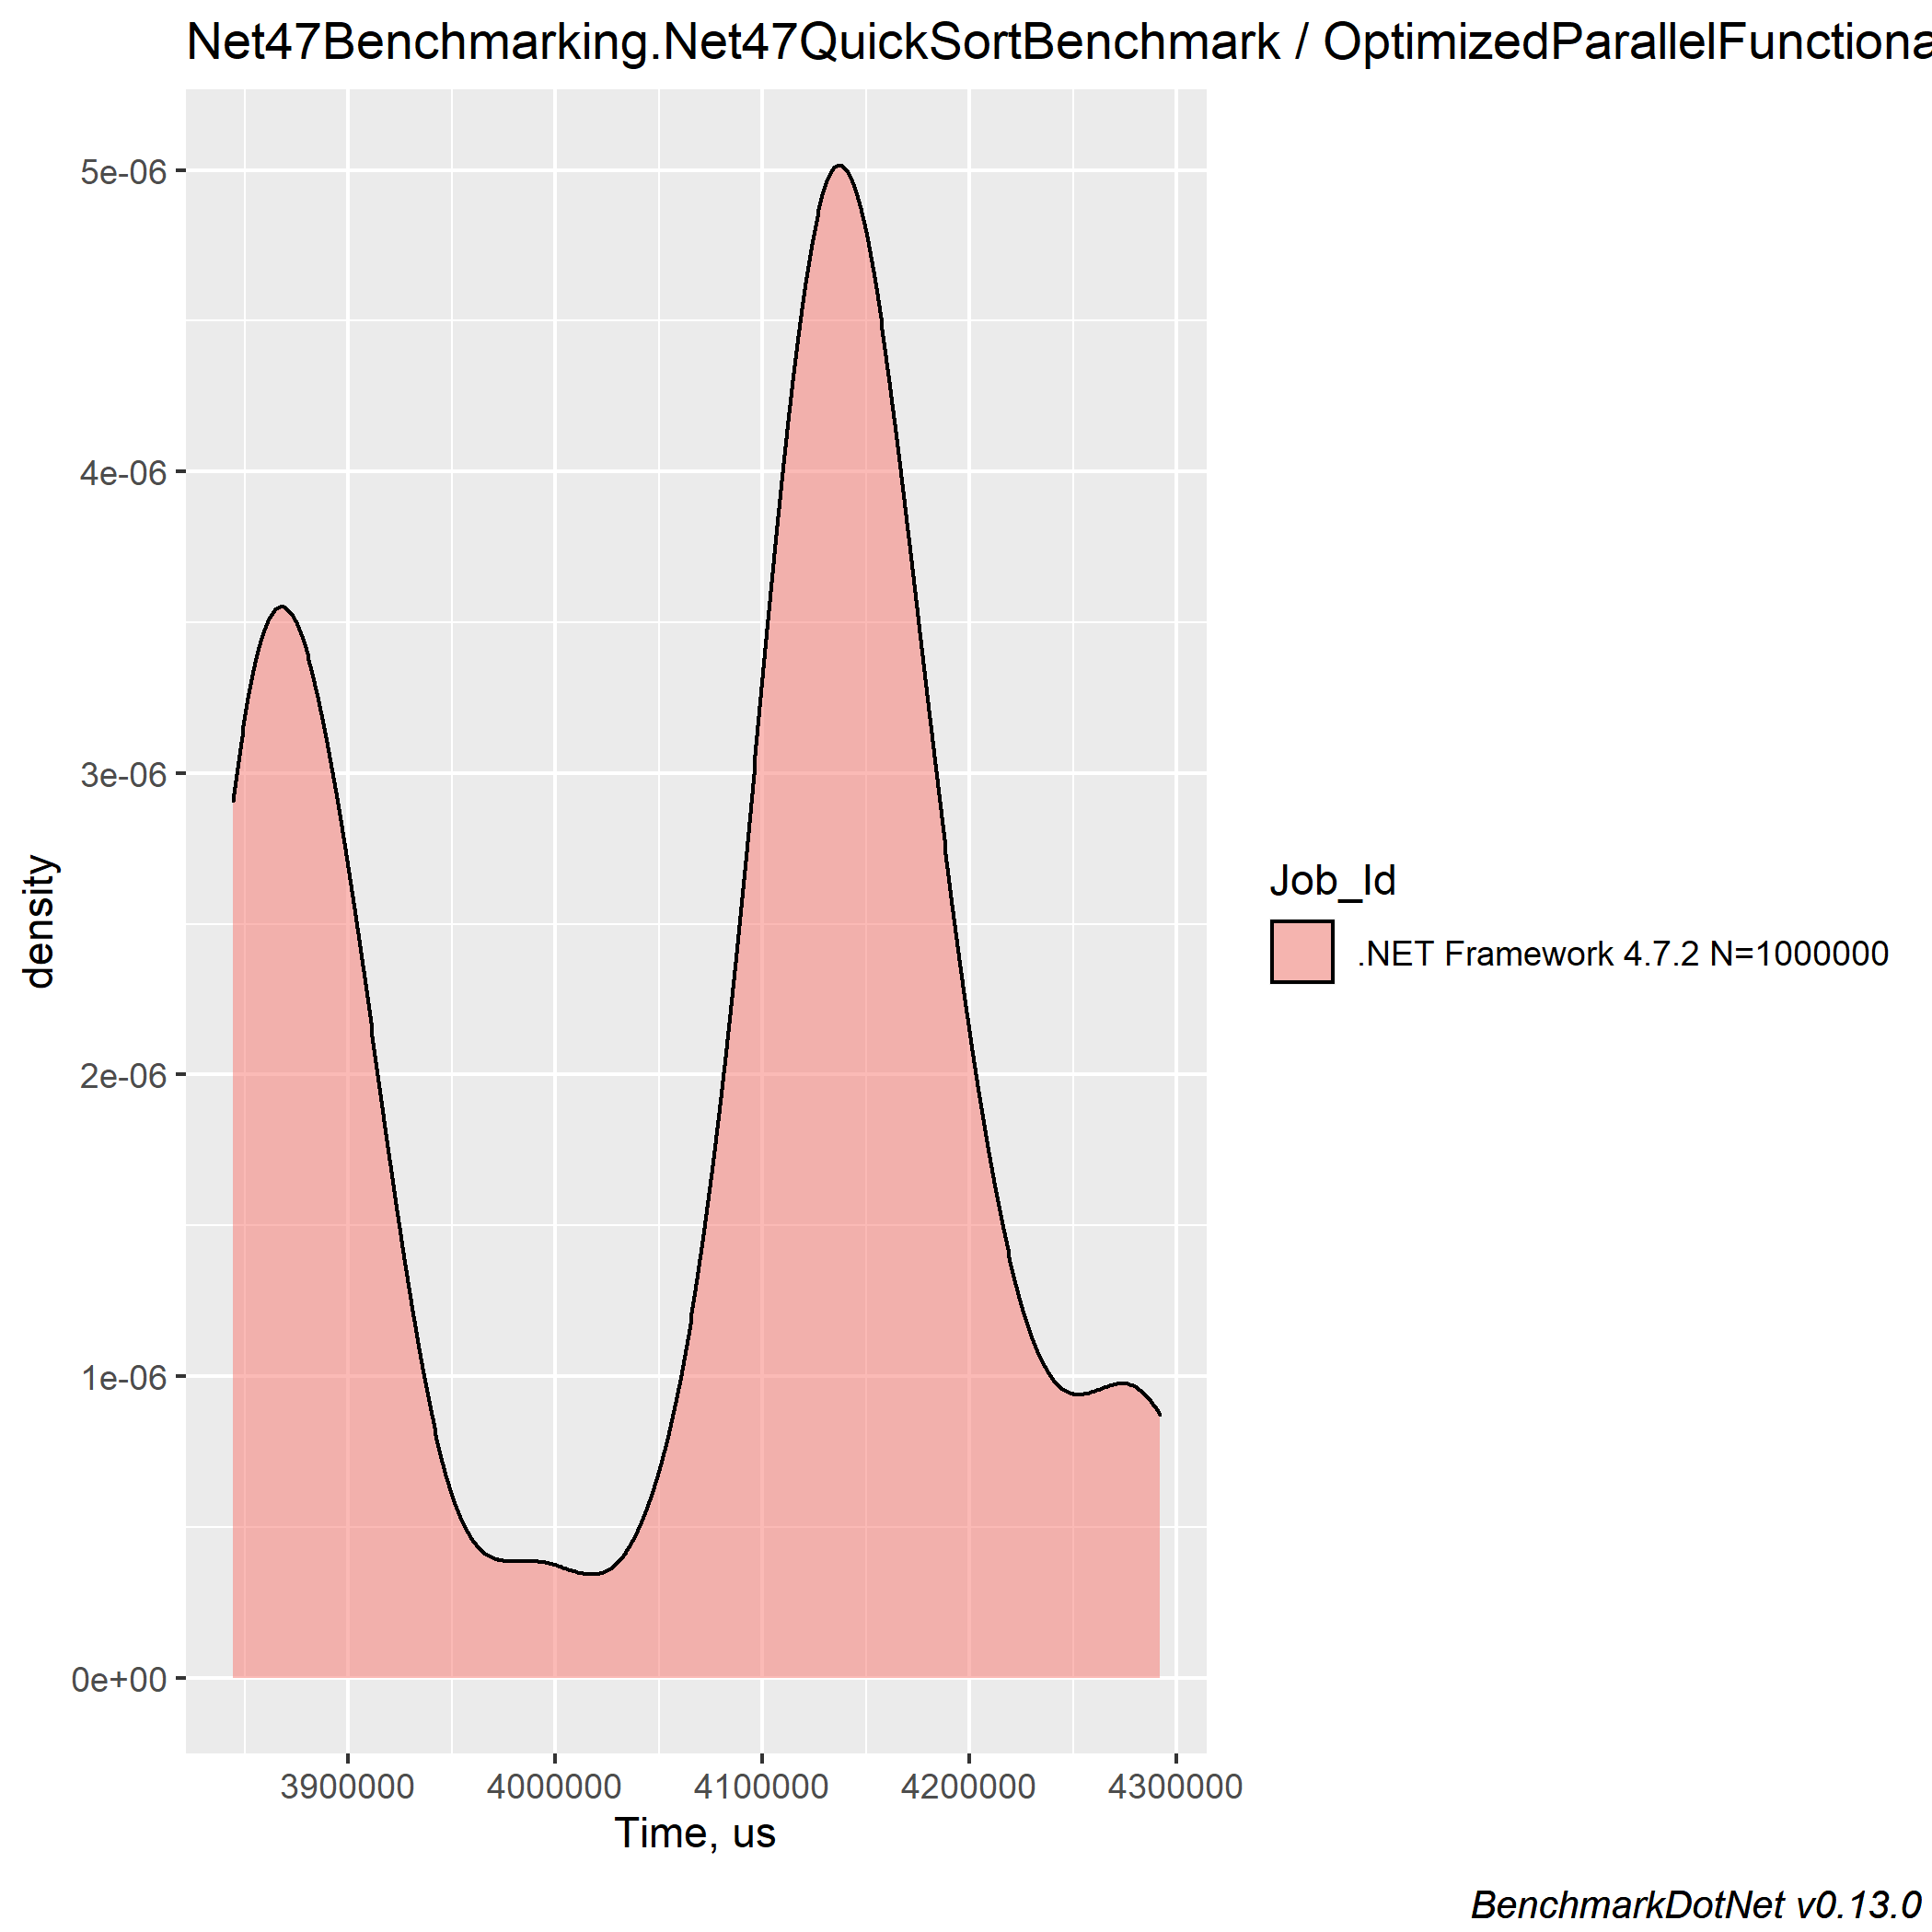 Net47Benchmarking.Net47QuickSortBenchmark / OptimizedParallelFunctiona
5e-06
4e-06
3e-06
2e-06
1e-06
0e+00
density
3900000 4000000 4100000 4200000 4300000
Time, us
Job_Id
.NET Framework 4.7.2 N=1000000
BenchmarkDotNet v0.13.0